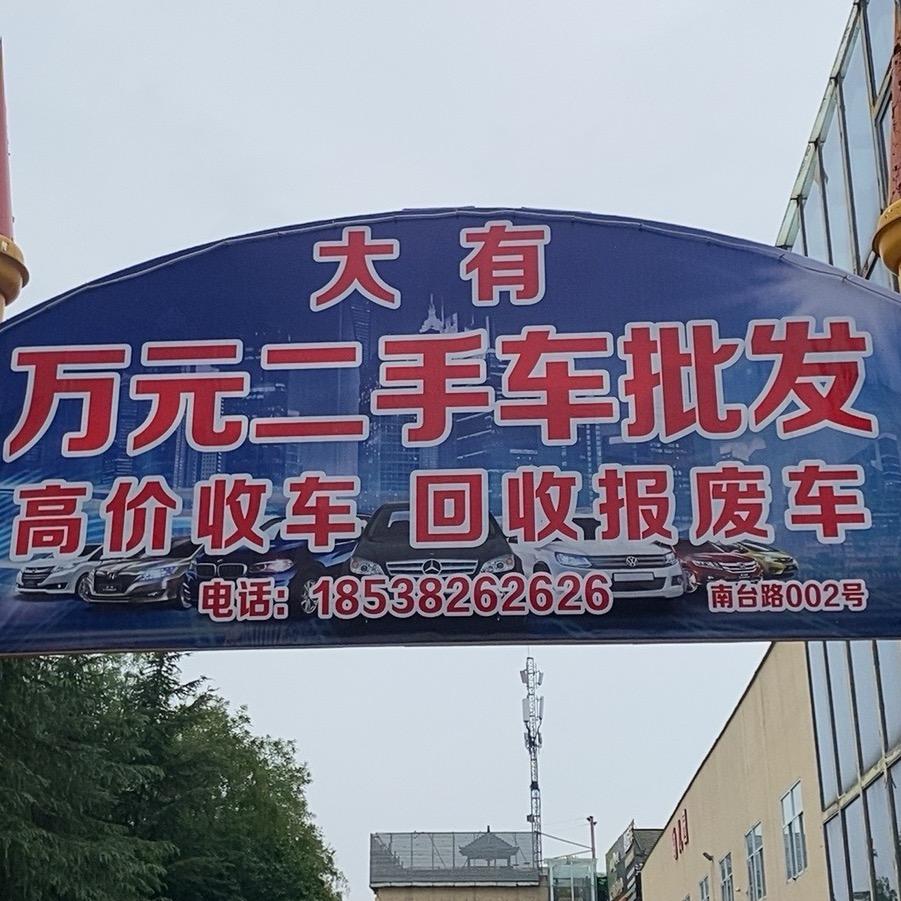 大有
万元二手车批发
高价收车 回收报废车
电话：18538262626 南台路002号